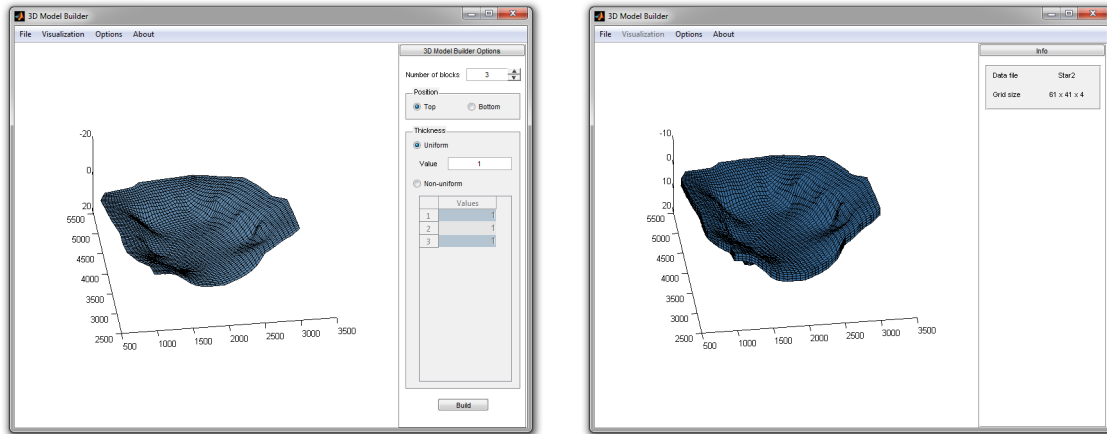 3D Model Builder
File Visualization Options About
3D Model Builder Options
Number of blocks 3
Position
Top Bottom
Thickness
Uniform
Value 1
Non-uniform
Values
1 1
2 1
3 1
Build
-20
0
20
5500
5000
4500
4000
3500
3000
2500
500 1000 1500 2000 2500 3000 3500
3D Model Builder
File Visualization Options About
Info
Data file Star2
Grid size 61 x 41 x 4
-10
0
10
20
5500
5000
4500
4000
3500
3000
2500
500 1000 1500 2000 2500 3000 3500